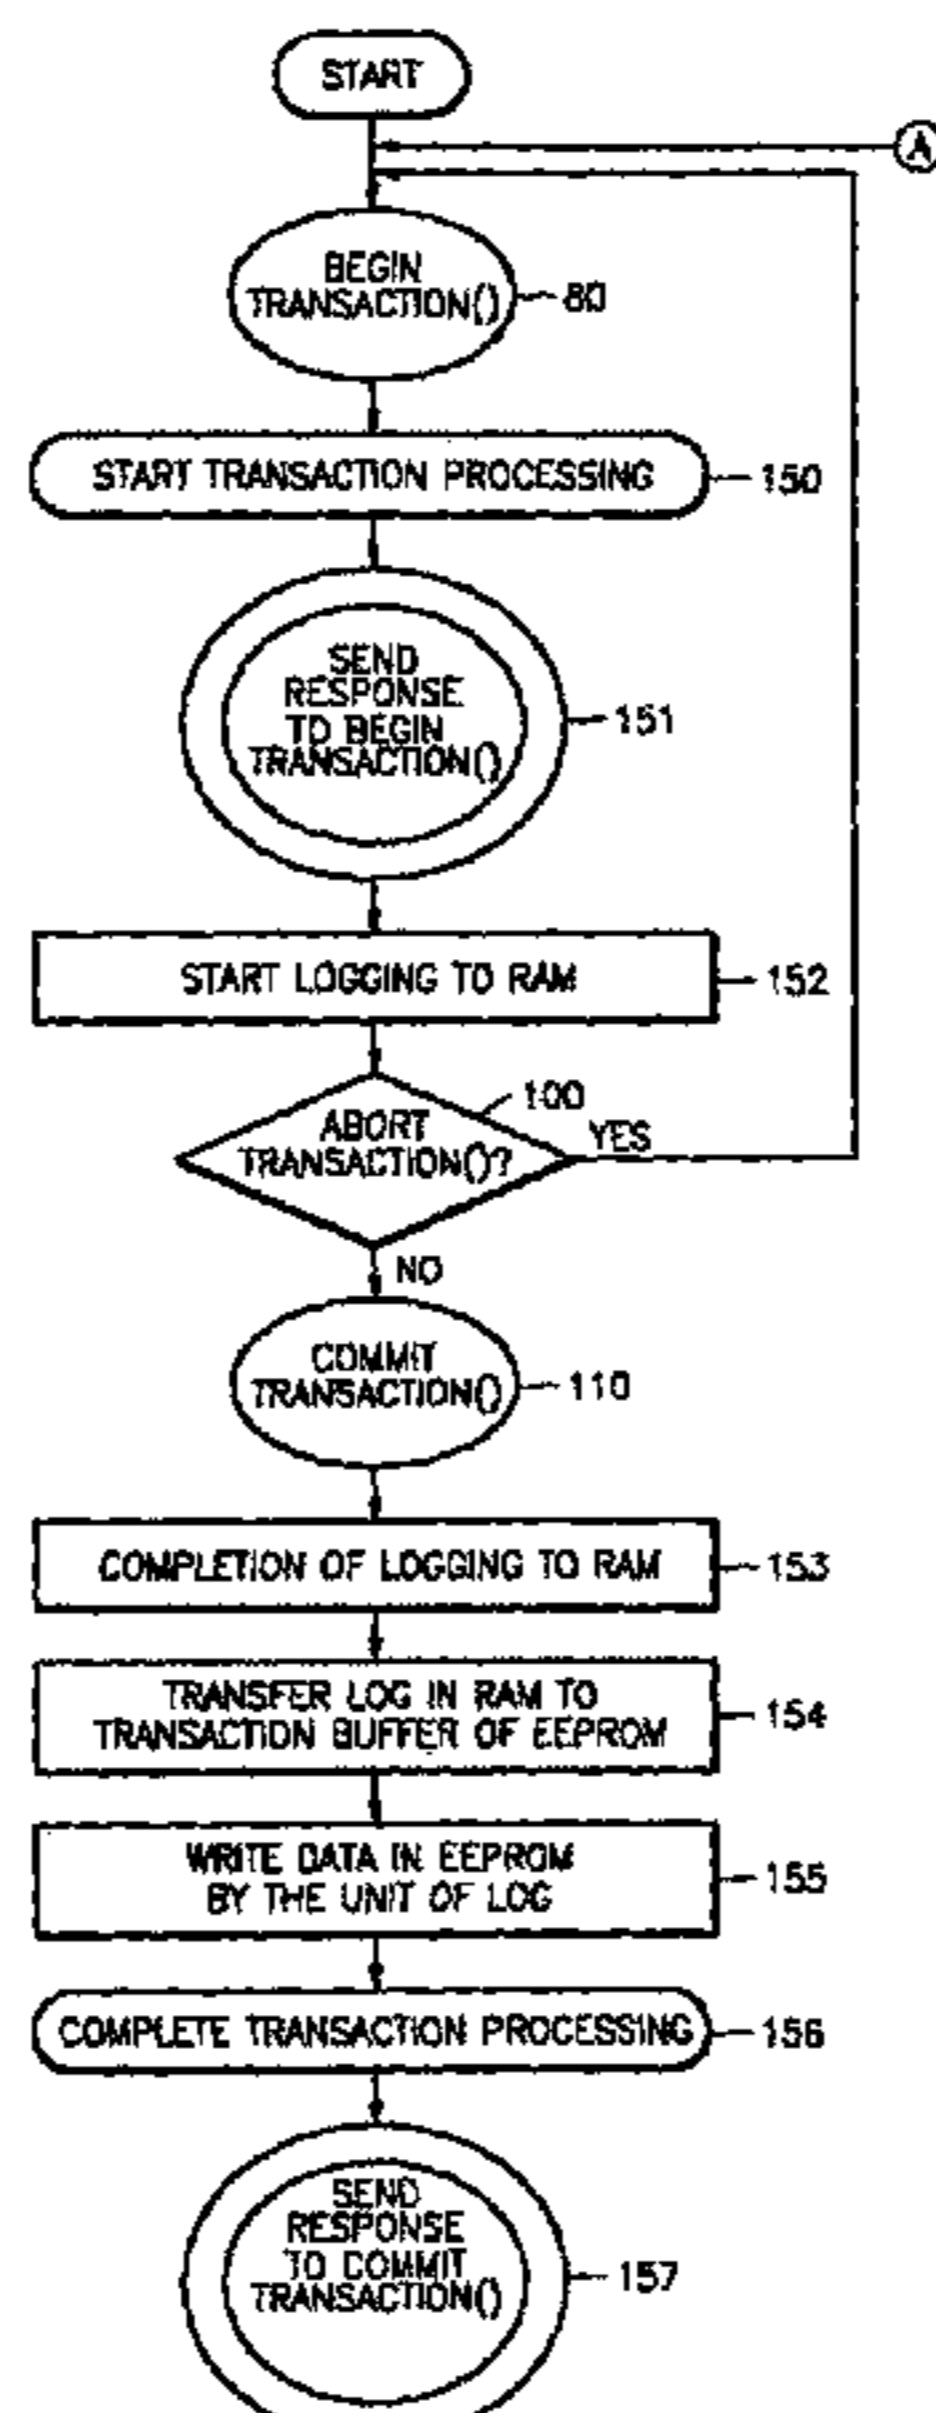 START
A
BEGIN
TRANSACTION()
80
START TRANSACTION PROCESSING
150
SEND
RESPONSE
TO BEGIN
TRANSACTION()
151
START LOGGING TO RAM
152
100
ABORT
TRANSACTION()?
YES
NO
COMMIT
TRANSACTION()
110
COMPLETION OF LOGGING TO RAM
153
TRANSFER LOG IN RAM TO
TRANSACTION BUFFER OF EEPROM
154
WRITE DATA IN EEPROM
BY THE UNIT OF LOG
155
COMPLETE TRANSACTION PROCESSING
156
SEND
RESPONSE
TO COMMIT
TRANSACTION()
157